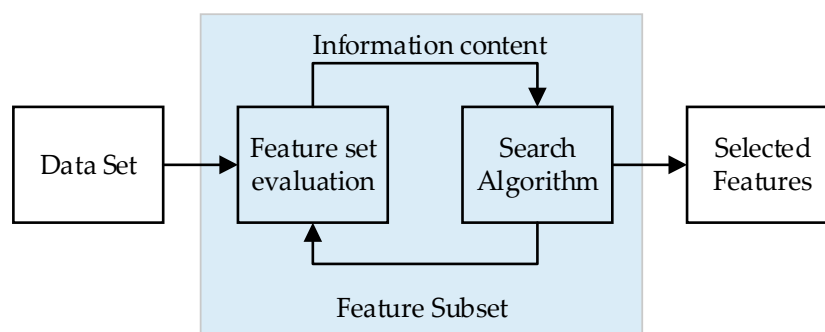 Information content
Data Set
Feature set
evaluation
Search
Algorithm
Selected
Features
Feature Subset